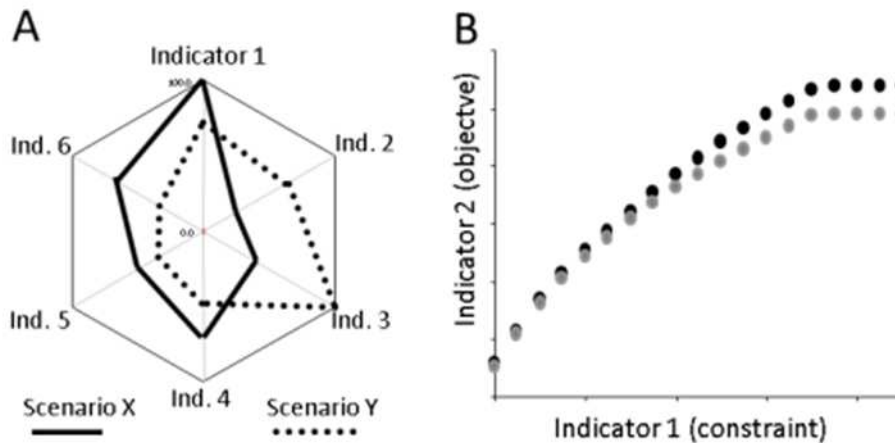 A
Indicator 1
100.0
Ind. 6
Ind. 2
0.0
Ind. 5
Ind. 3
Ind. 4
Scenario X
Scenario Y
B
Indicator 2 (objectve)
Indicator 1 (constraint)